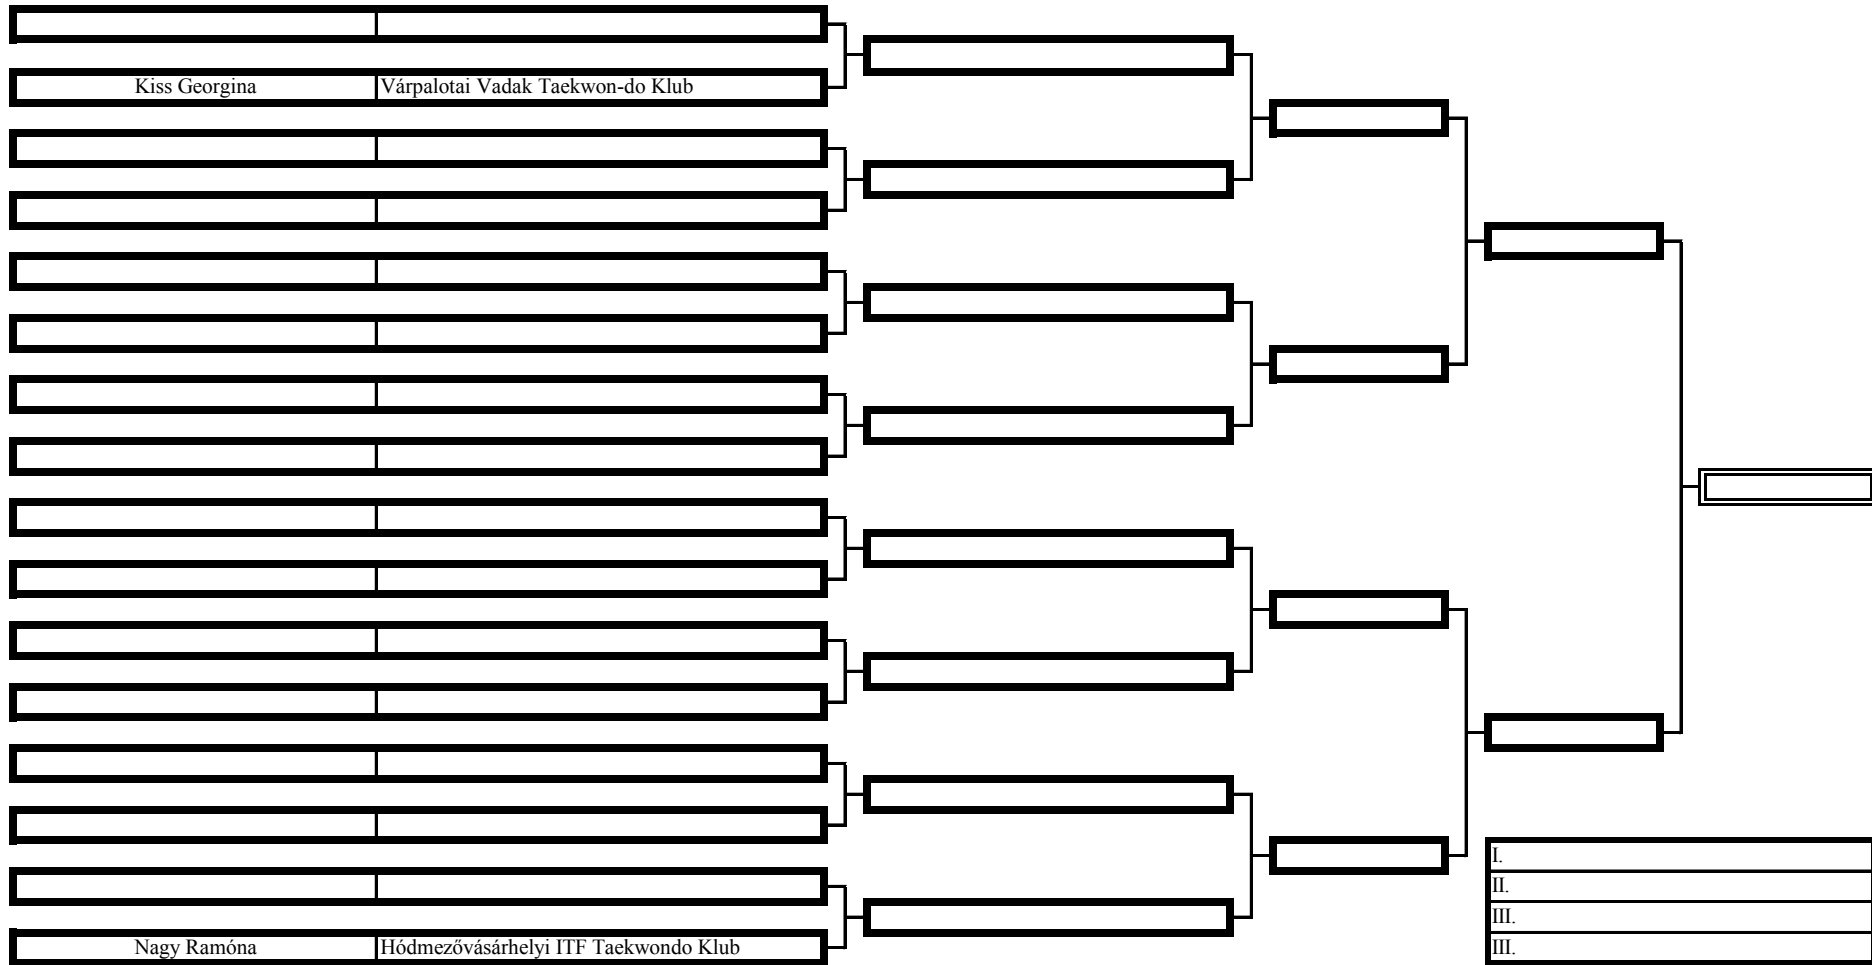 Kiss Georgina Várpalotai Vadak Taekwon-do Klub
Nagy Ramóna Hódmezővásárhelyi ITF Taekwondo Klub
I.
II.
III.
III.